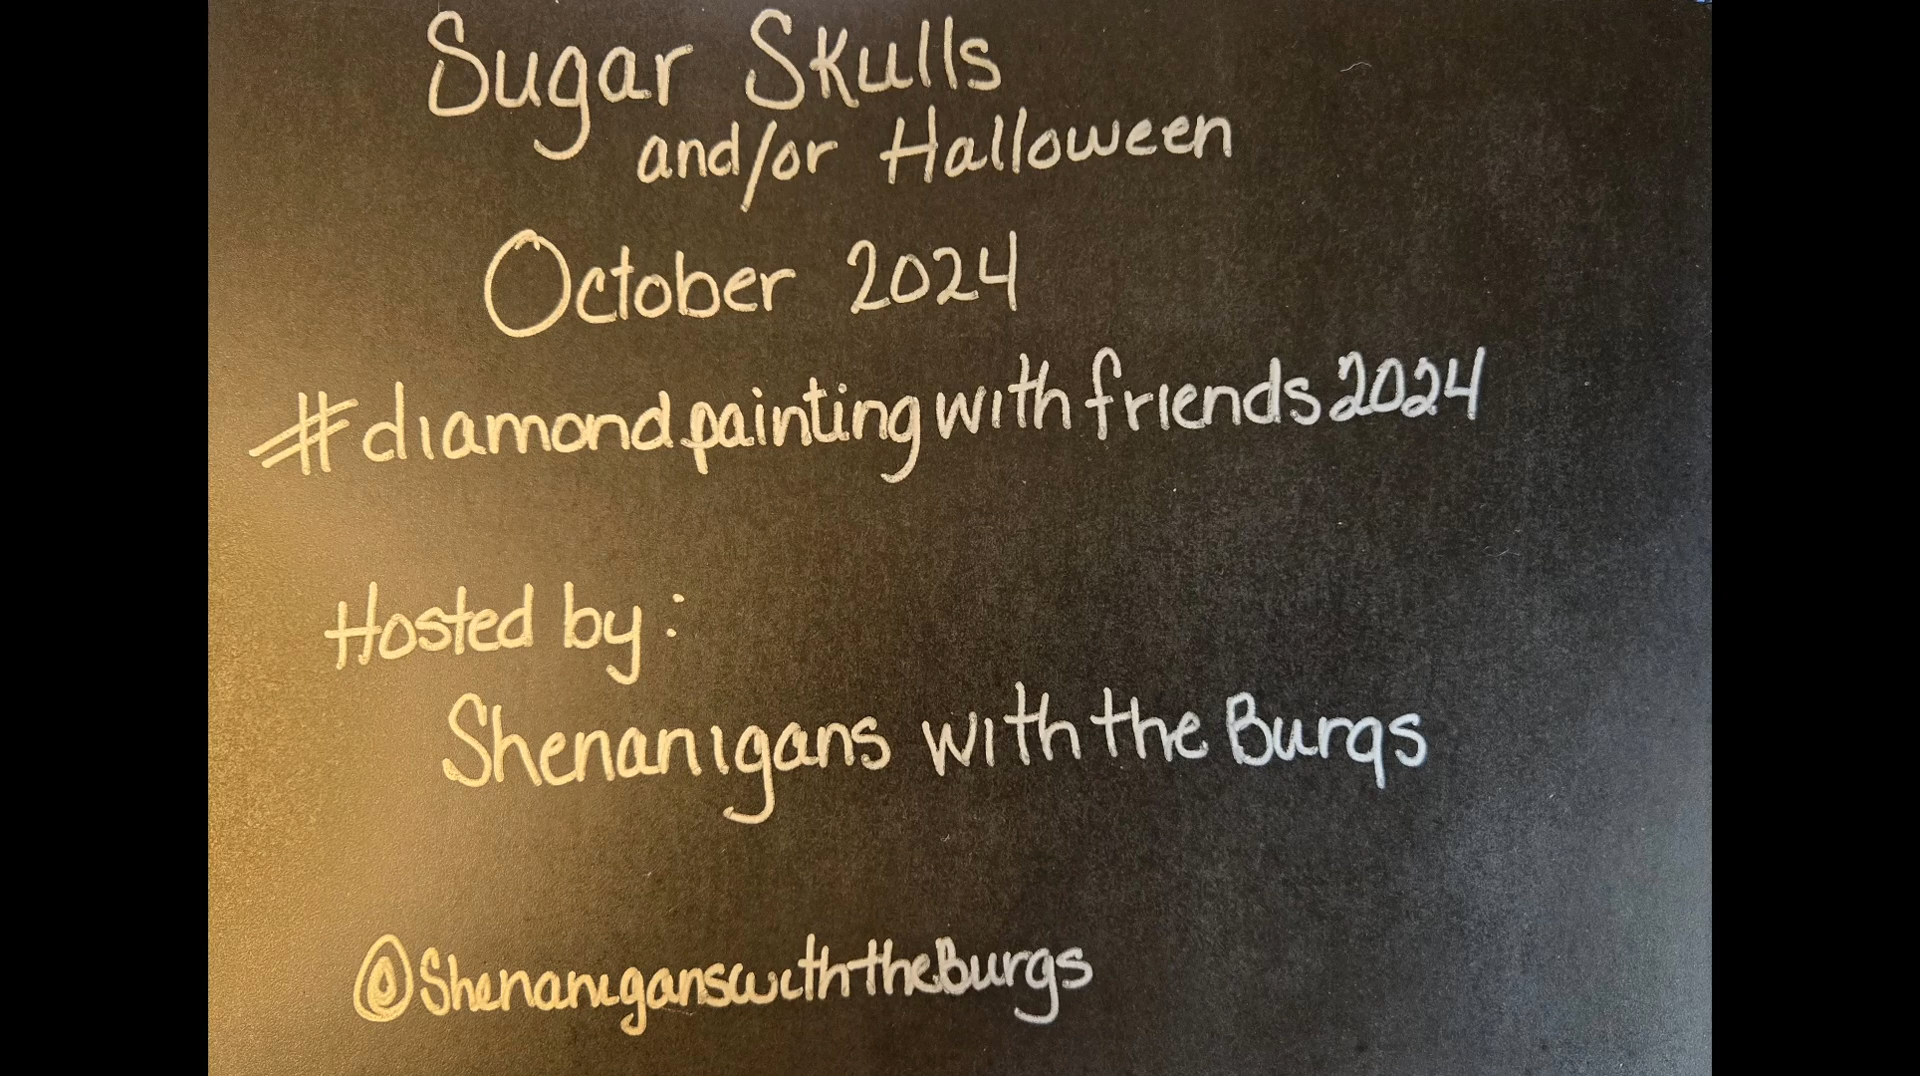 Sugar Skulls
and/or Halloween
October 2024
#diamondpaintingwithfriends2024
Hosted by:
Shenanigans with the Burgs
@ShenaniganswiththeBurgs